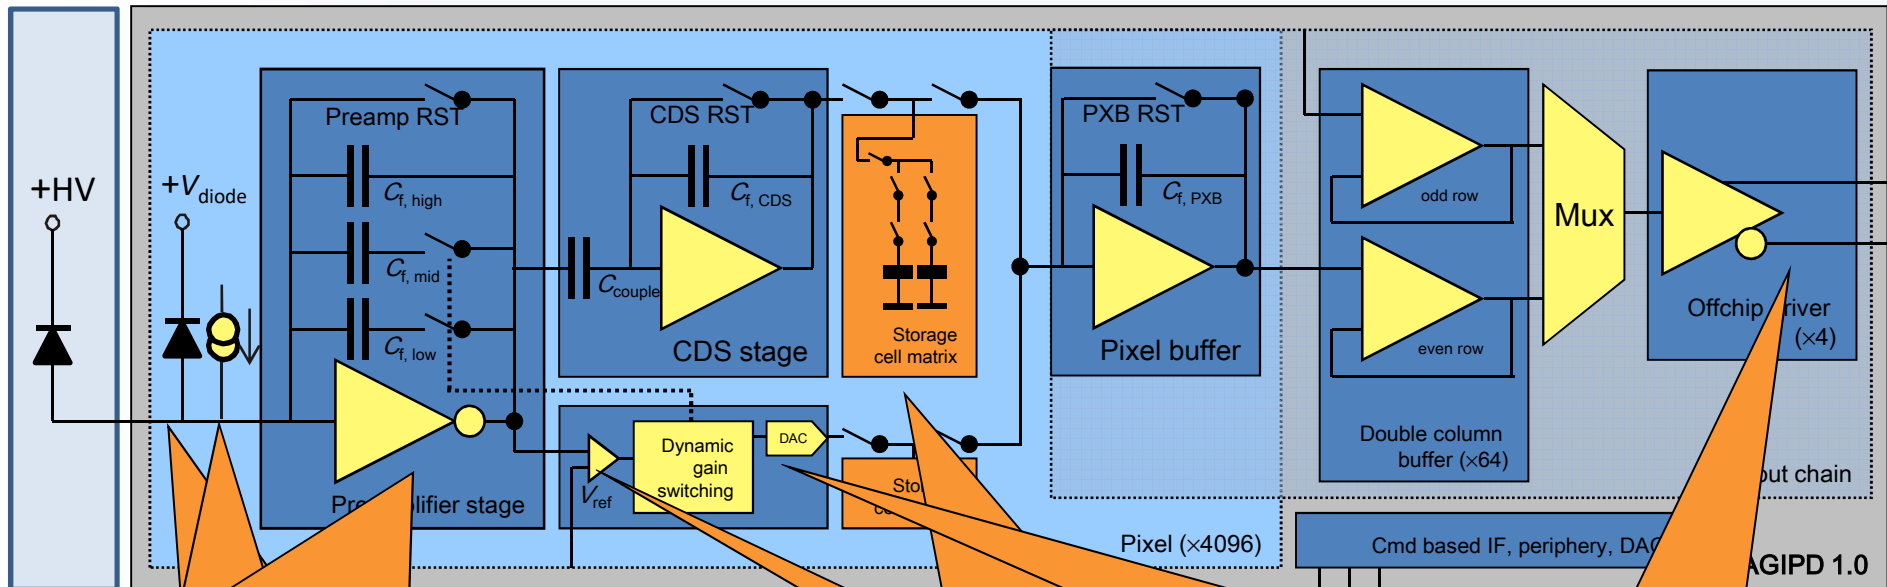 +HV
+Vdiode
Preamp RST
Cf, high
Cf, mid
Cf, low
CDS RST
Cf, CDS
Ccouple
CDS stage
Storage
cell matrix
PXB RST
Cf, PXB
Pixel buffer
odd row
even row
Mux
Offchip
(×4)
Double column
buffer (×64)
chain
stage
Vref
Dynamic
gain
switching
DAC
Pixel (×4096)
Cmd based IF, periphery,
AGIPD 1.0